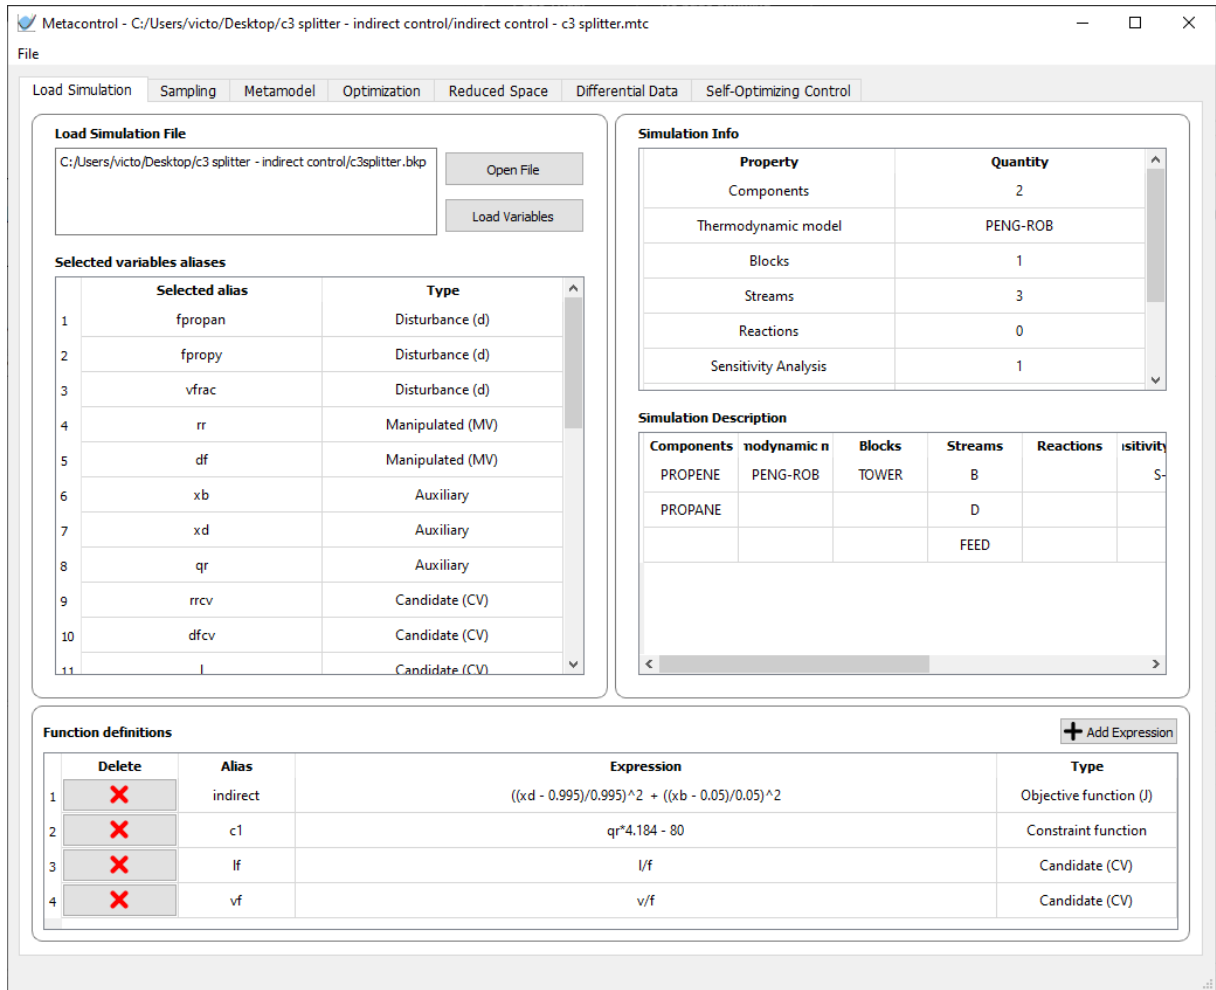 Metacontrol - C:/Users/victo/Desktop/c3 splitter - indirect control/indirect control - c3 splitter.mtc
File
Load Simulation Sampling Metamodel Optimization Reduced Space Differential Data Self-Optimizing Control
Load Simulation File
C:/Users/victo/Desktop/c3 splitter - indirect control/c3splitter.bkp
Open File
Load Variables
Selected variables aliases
Selected alias Type
1 fpropan Disturbance (d)
2 fpropy Disturbance (d)
3 vfrac Disturbance (d)
4 rr Manipulated (MV)
5 df Manipulated (MV)
6 xb Auxiliary
7 xd Auxiliary
8 qr Auxiliary
9 rrcv Candidate (CV)
10 dfcv Candidate (CV)
11 l Candidate (CV)
Simulation Info
Property Quantity
Components 2
Thermodynamic model PENG-ROB
Blocks 1
Streams 3
Reactions 0
Sensitivity Analysis 1
Simulation Description
Components modynamic n Blocks Streams Reactions sitivity
PROPENE PENG-ROB TOWER B S-
PROPANE D
FEED
Function definitions
Add Expression
Delete Alias Expression Type
1 indirect ((xd - 0.995)/0.995)^2 + ((xb - 0.05)/0.05)^2 Objective function (J)
2 c1 qr*4.184 - 80 Constraint function
3 lf l/f Candidate (CV)
4 vf v/f Candidate (CV)